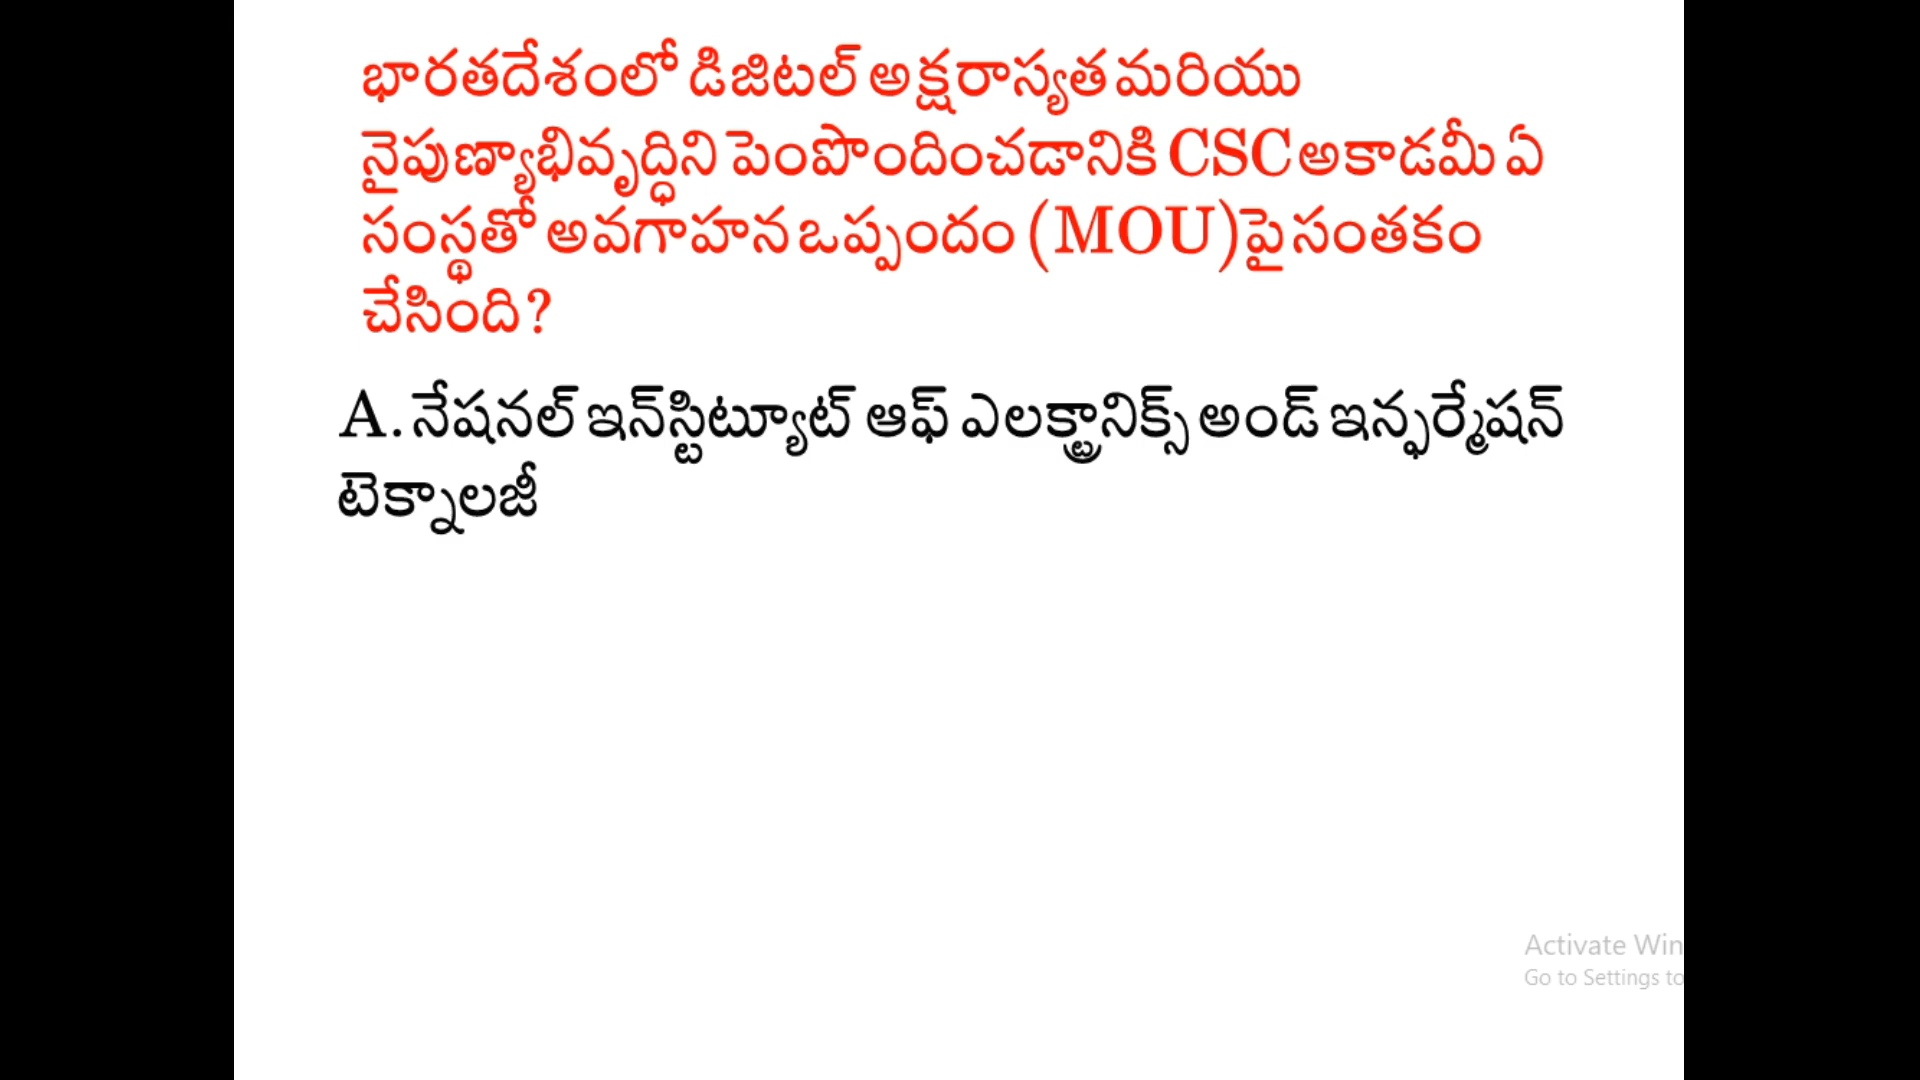 భారతదేశంలో డిజిటల్ అక్షరాస్యత మరియు
నైపుణ్యాభివృద్ధిని పెంపొందించడానికి CSC అకాడమీ ఏ
సంస్థతో అవగాహన ఒప్పందం (MOU)పై సంతకం
చేసింది?
A. నేషనల్ ఇన్‌స్టిట్యూట్ ఆఫ్ ఎలక్ట్రానిక్స్ అండ్ ఇన్ఫర్మేషన్
టెక్నాలజీ
Activate Win
Go to Settings to